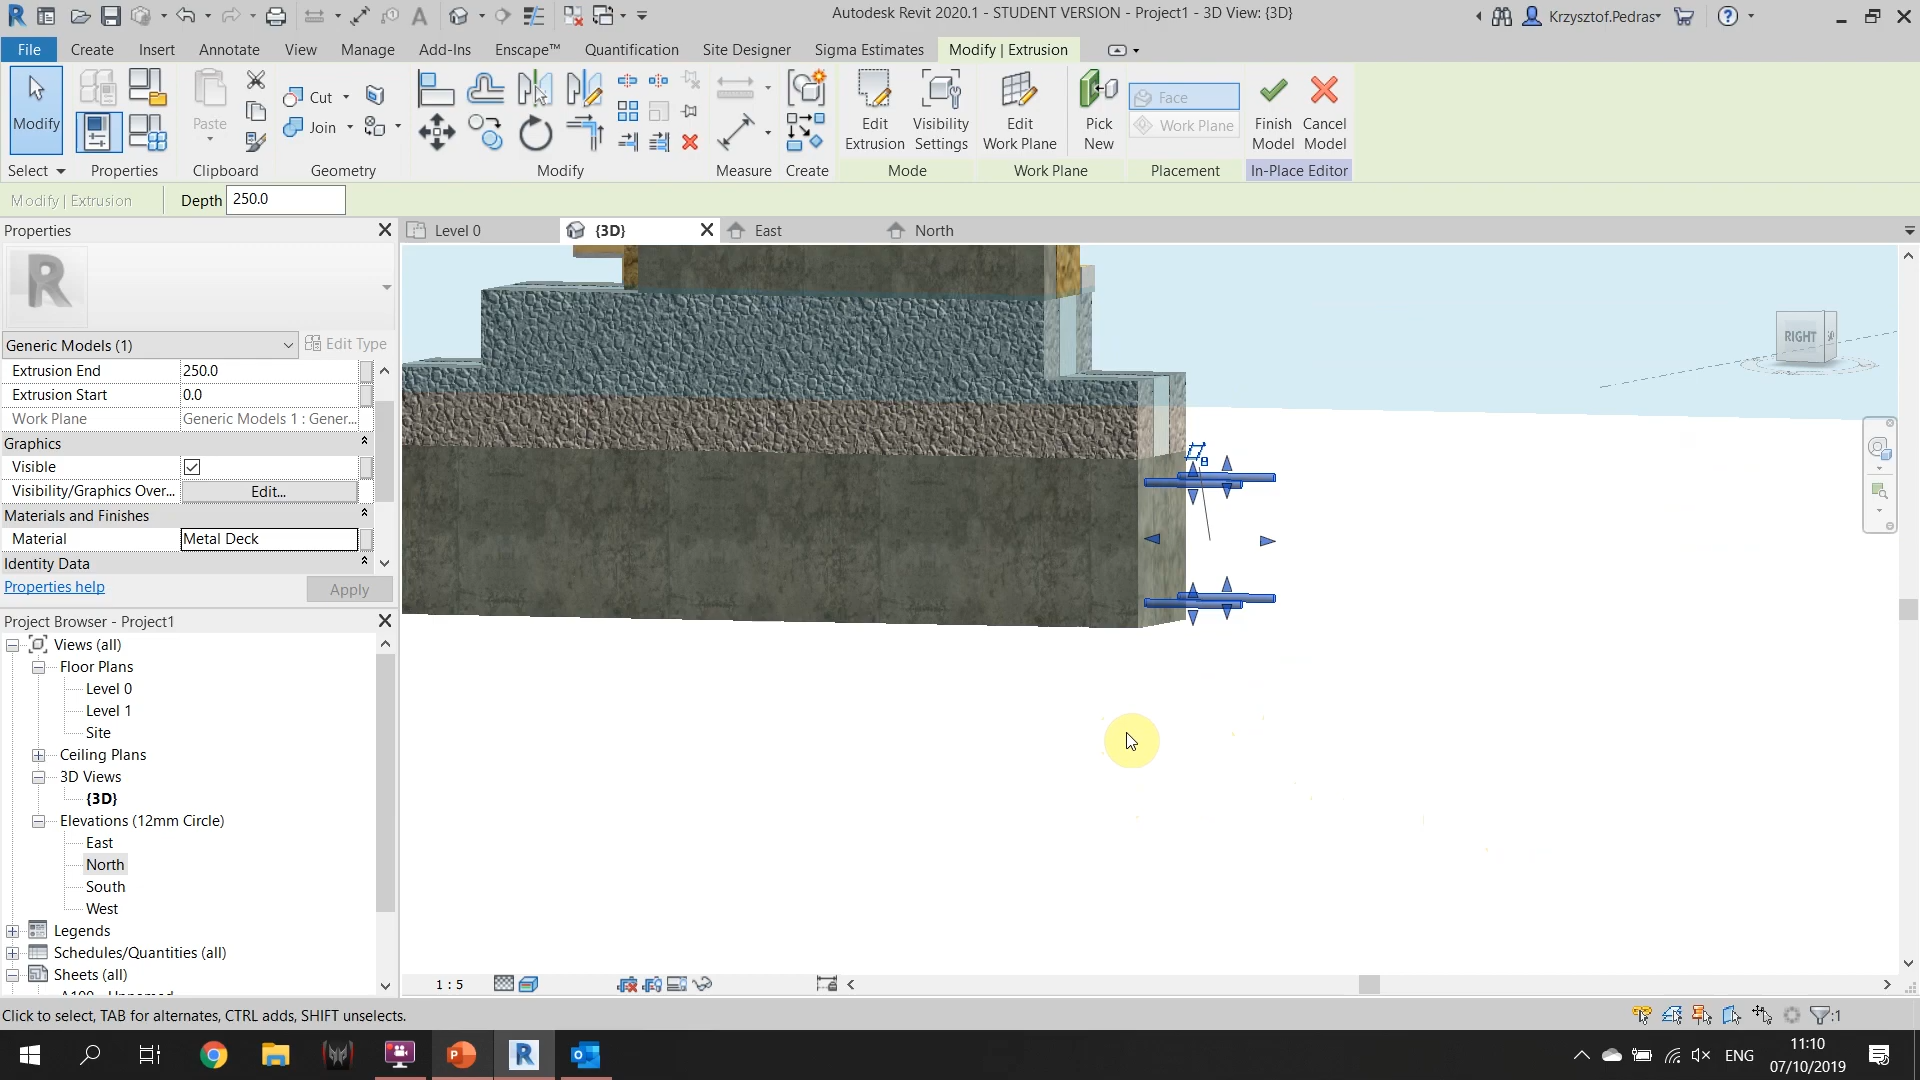 Autodesk Revit 2020.1 - STUDENT VERSION - Project1 - 3D View: {3D}
Krzysztof.Pedras
File Create Insert Annotate View Manage Add-Ins Enscape™ Quantification Site Designer Sigma Estimates Modify | Extrusion
Modify
Paste
Cut
Join
Edit Extrusion
Visibility Settings
Edit Work Plane
Pick New
Face
Work Plane
Finish Model
Cancel Model
Select Properties Clipboard Geometry Modify Measure Create Mode Work Plane Placement In-Place Editor
Modify | Extrusion Depth 250.0
Properties
Level 0 {3D} East North
R
Generic Models (1) Edit Type
Extrusion End 250.0
Extrusion Start 0.0
Work Plane Generic Models 1 : Gener...
Graphics
Visible
Visibility/Graphics Over... Edit...
Materials and Finishes
Material Metal Deck
Identity Data
Properties help Apply
RIGHT
Project Browser - Project1
Views (all)
Floor Plans
Level 0
Level 1
Site
Ceiling Plans
3D Views
{3D}
Elevations (12mm Circle)
East
North
South
West
Legends
Schedules/Quantities (all)
Sheets (all)
1 : 5
Click to select, TAB for alternates, CTRL adds, SHIFT unselects.
:1
ENG
11:10
07/10/2019